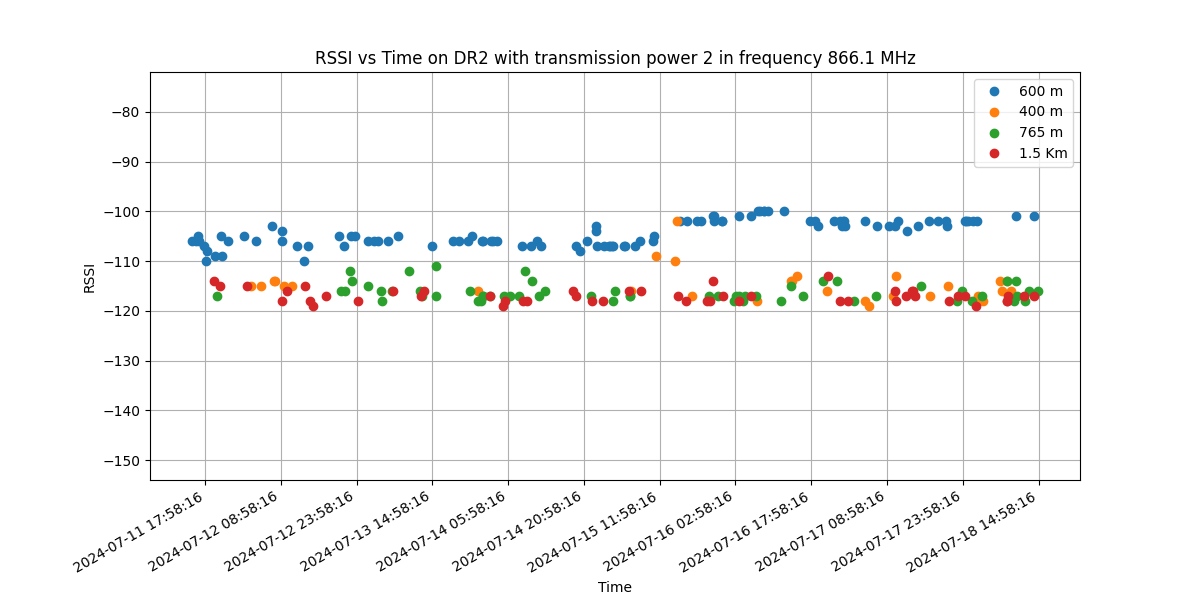 RSSI vs Time on DR2 with transmission power 2 in frequency 866.1 MHz
600 m
400 m
765 m
1.5 Km
−80
−90
−100
−110
−120
−130
−140
−150
RSSI
2024-07-11 17:58:16
2024-07-12 08:58:16
2024-07-12 23:58:16
2024-07-13 14:58:16
2024-07-14 05:58:16
2024-07-14 20:58:16
2024-07-15 11:58:16
2024-07-16 02:58:16
2024-07-16 17:58:16
2024-07-17 08:58:16
2024-07-17 23:58:16
2024-07-18 14:58:16
Time